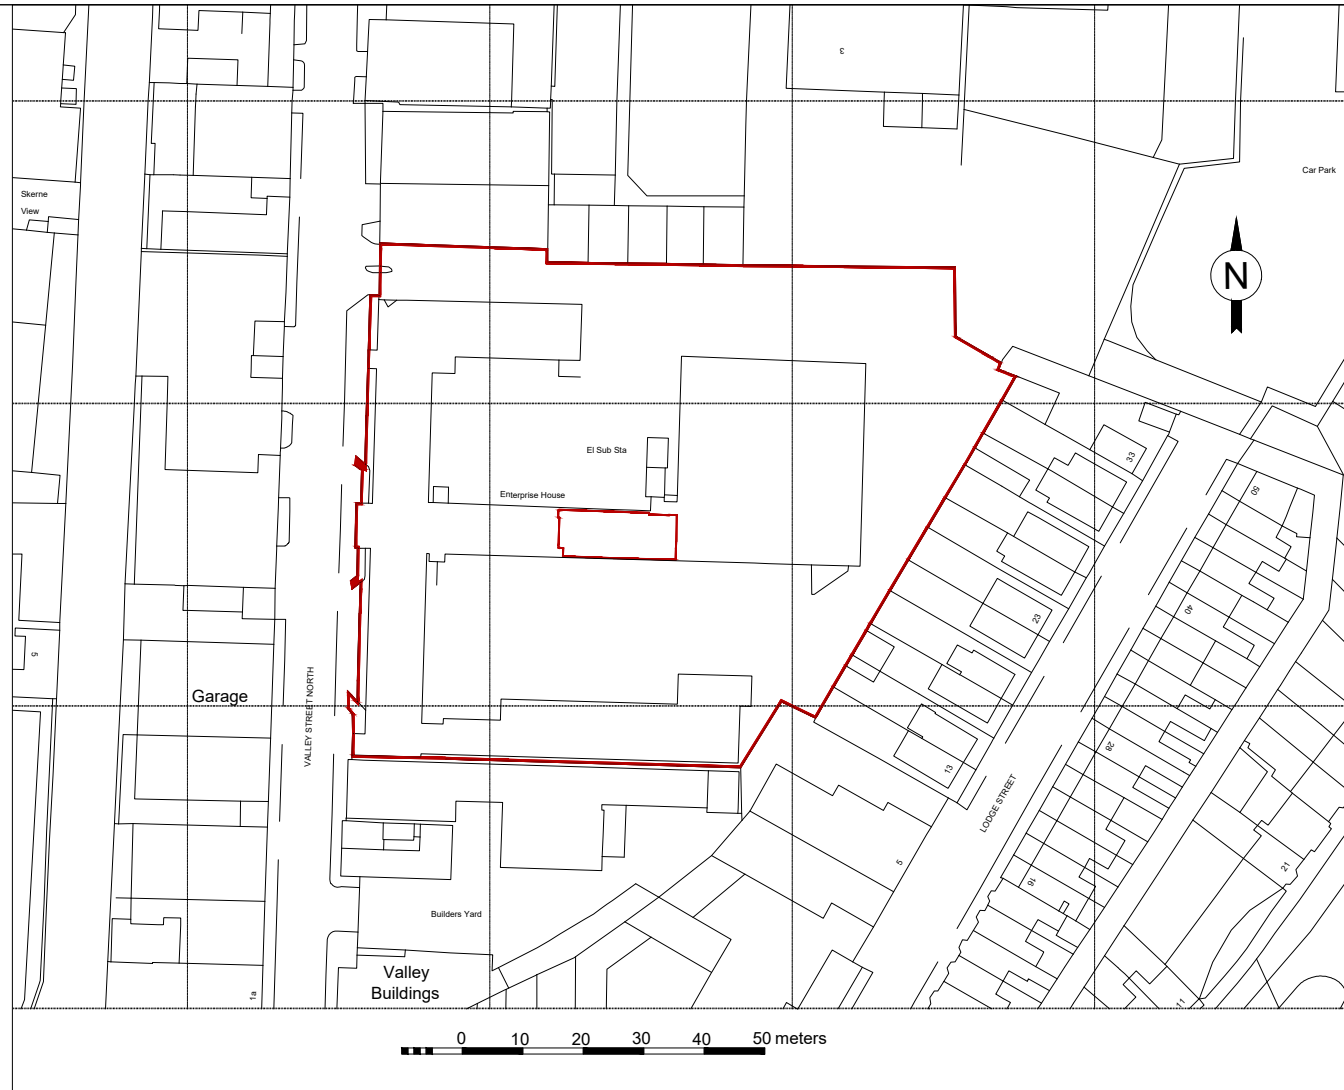 3
Car Park
Skerne
View
N
33
El Sub Sta
50
Enterprise House
40
23
5
Garage
VALLEY STREET NORTH
28
13
LODGE STREET
5
21
16
Builders Yard
Valley
Buildings
1a
11
0 10 20 30 40 50 meters